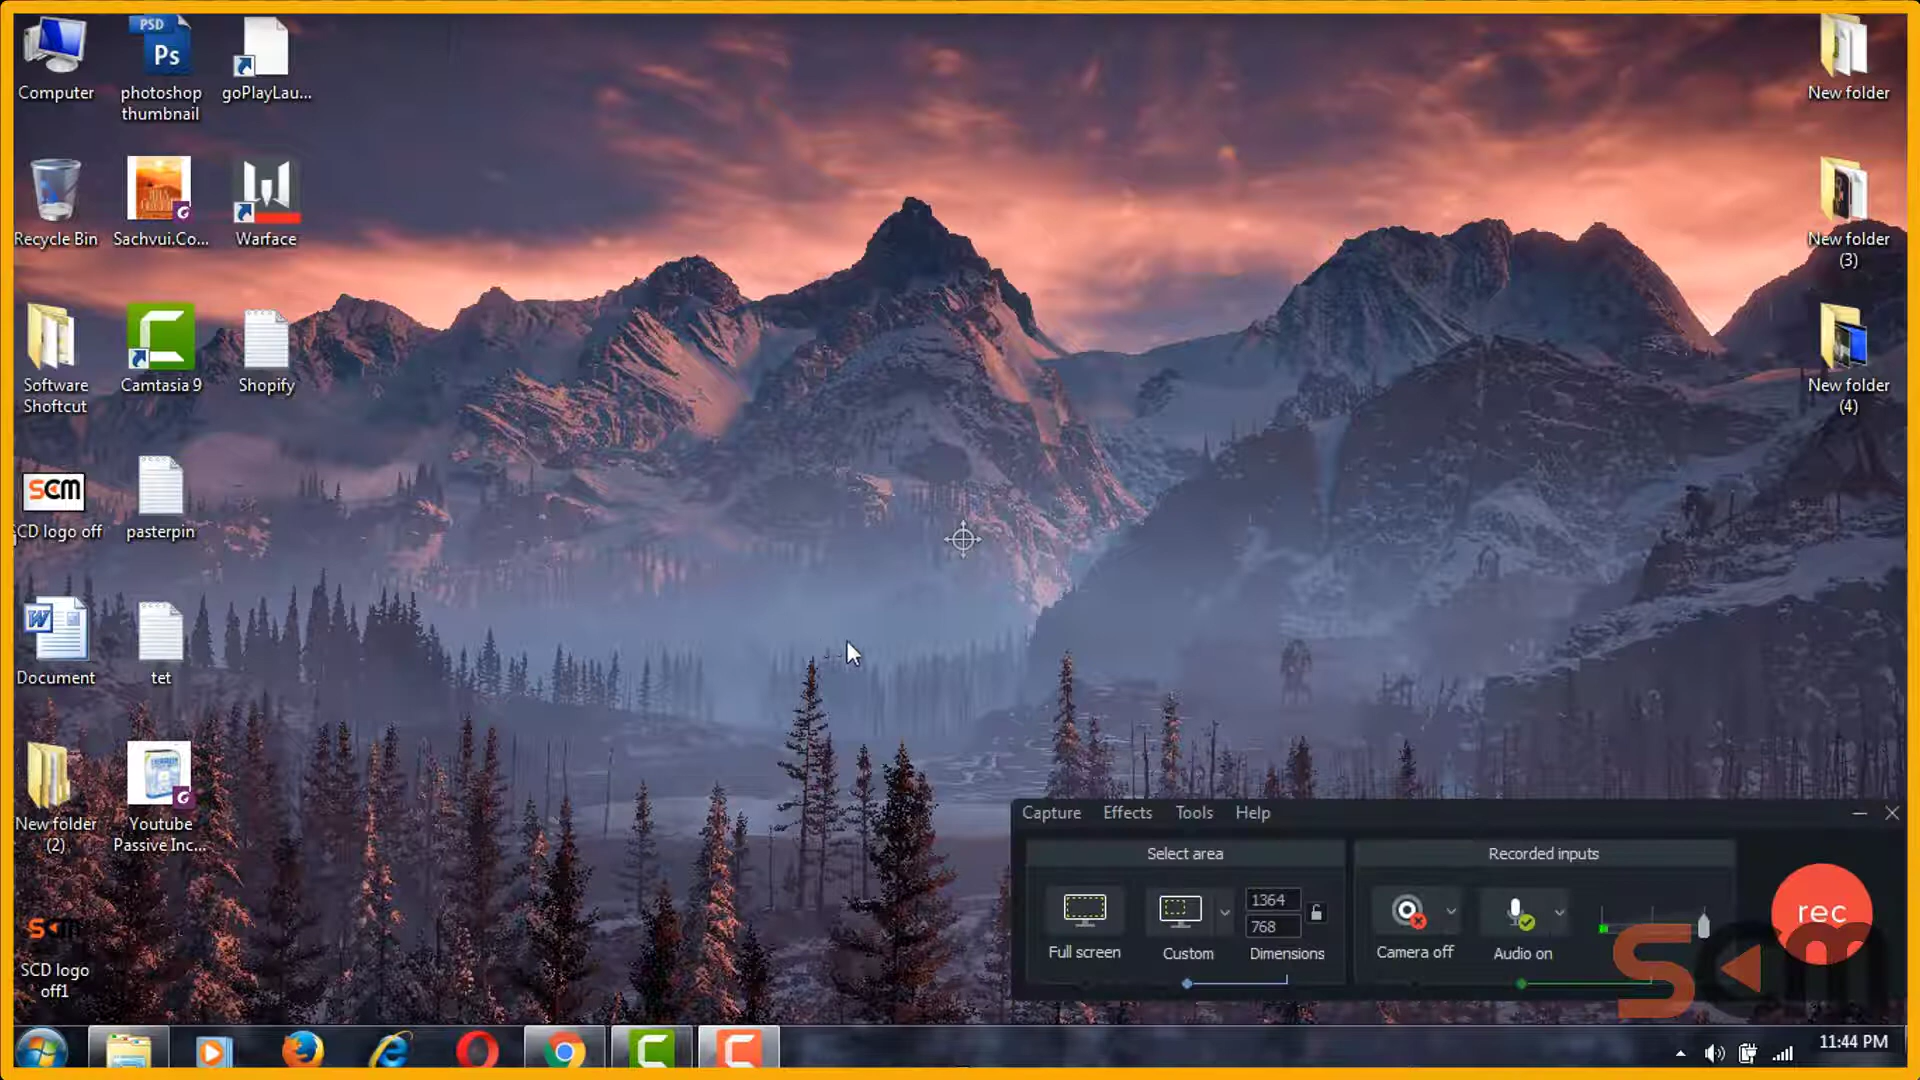 Computer
PSD
Ps
photoshop
thumbnail
goPlayLau...
New folder
Recycle Bin
Sachvui.Co...
Warface
New folder
(3)
Software
Shoftcut
Camtasia 9
Shopify
New folder
(4)
SCM
CD logo off
pasterpin
W
Document
tet
New folder
(2)
Youtube
Passive Inc...
SCM
SCD logo
off1
Capture
Effects
Tools
Help
Select area
Recorded inputs
1364
768
Full screen
Custom
Dimensions
Camera off
Audio on
rec
SCM
11:44 PM